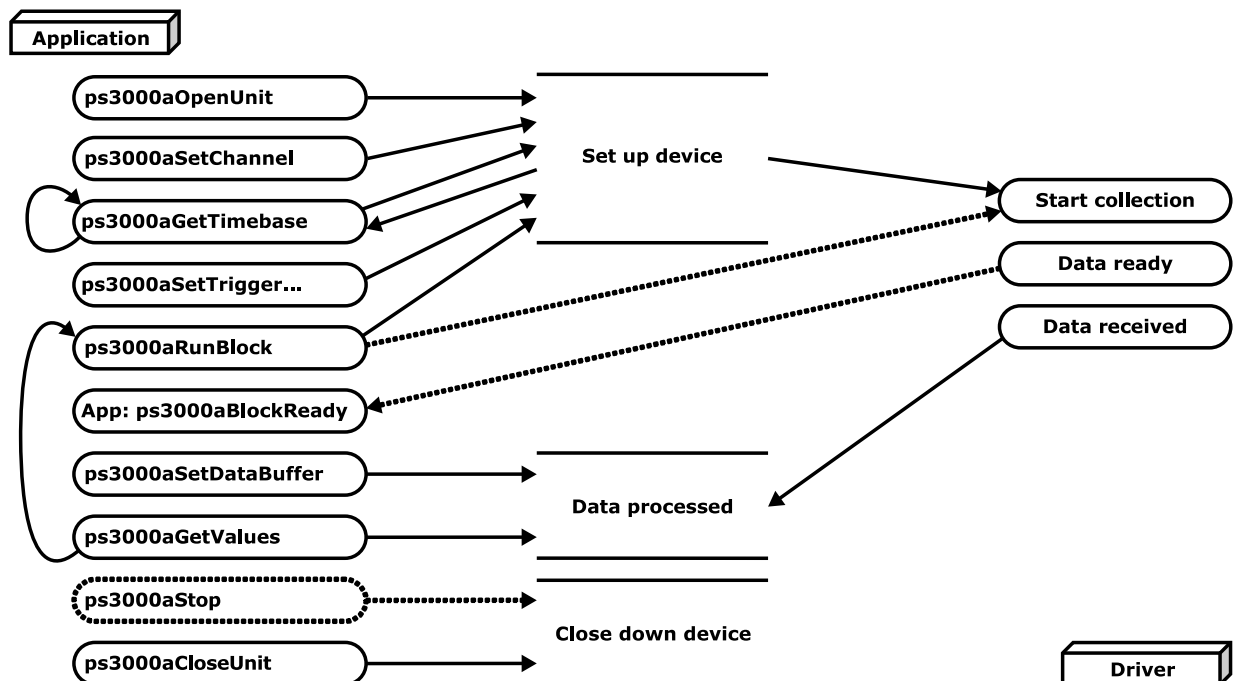 Application
ps3000aOpenUnit
ps3000aSetChannel
Set up device
ps3000aGetTimebase
Start collection
ps3000aSetTrigger...
Data ready
ps3000aRunBlock
Data received
App: ps3000aBlockReady
ps3000aSetDataBuffer
Data processed
ps3000aGetValues
ps3000aStop
Close down device
ps3000aCloseUnit
Driver